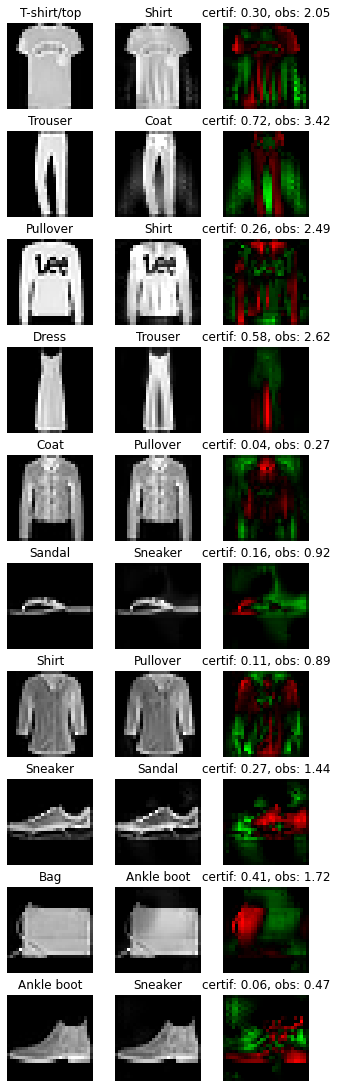 T-shirt/top Shirt certif: 0.30, obs: 2.05
Trouser Coat certif: 0.72, obs: 3.42
Pullover Shirt certif: 0.26, obs: 2.49
Lee
Dress Trouser certif: 0.58, obs: 2.62
Coat Pullover certif: 0.04, obs: 0.27
Sandal Sneaker certif: 0.16, obs: 0.92
Shirt Pullover certif: 0.11, obs: 0.89
Sneaker Sandal certif: 0.27, obs: 1.44
Bag Ankle boot certif: 0.41, obs: 1.72
Ankle boot Sneaker certif: 0.06, obs: 0.47